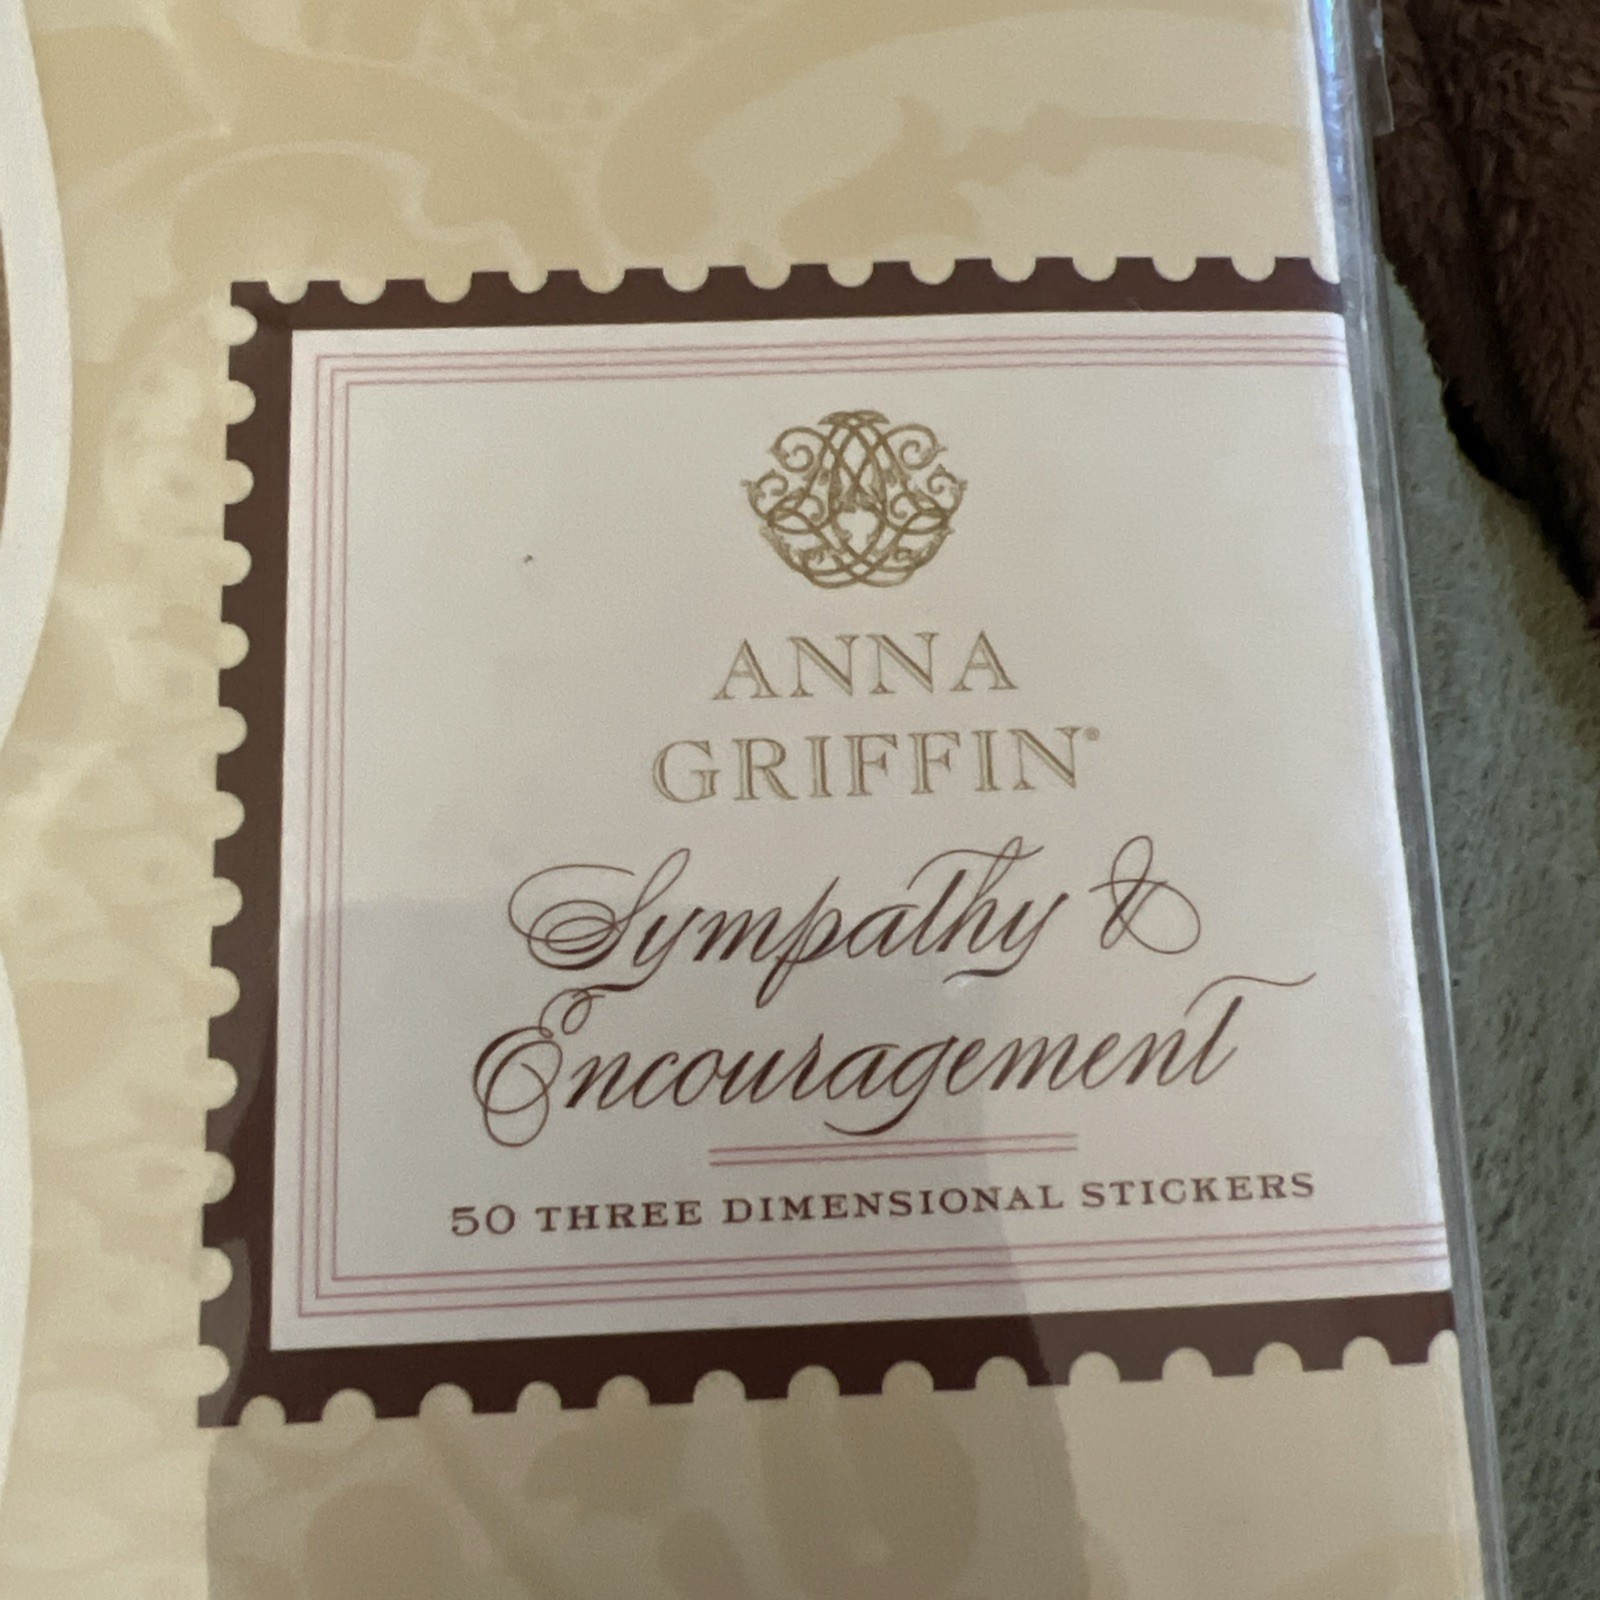 ANNA
GRIFFIN®
Sympathy &
Encouragement
50 THREE DIMENSIONAL STICKERS